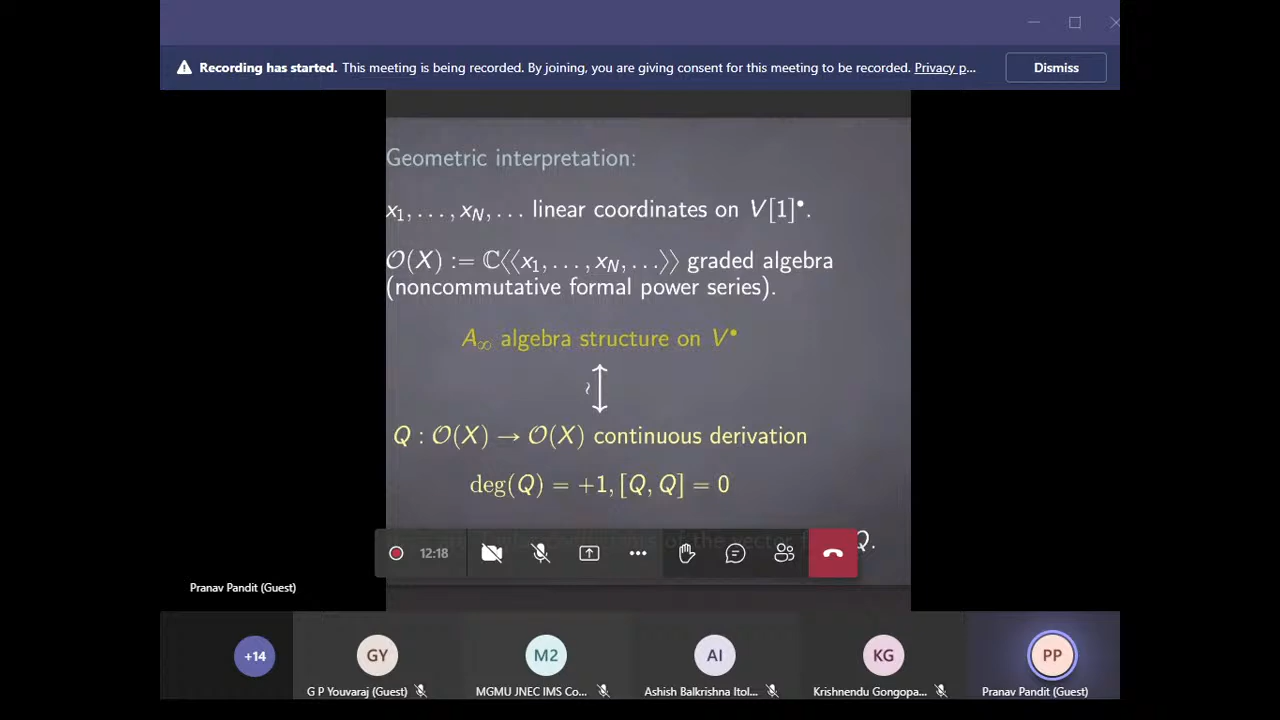 Recording has started. This meeting is being recorded. By joining, you are giving consent for this meeting to be recorded. Privacy p... Dismiss
Geometric interpretation:
x₁, . . . , x_N, . . . linear coordinates on V[1]•.
𝒪(X) := ℂ⟨⟨x₁, . . . , x_N, . . .⟩⟩ graded algebra
(noncommutative formal power series).
A∞ algebra structure on V•
~ ↕
Q : 𝒪(X) → 𝒪(X) continuous derivation
deg(Q) = +1, [Q, Q] = 0
of the vector Q.
12:18
Pranav Pandit (Guest)
+14 GY M2 AI KG PP
G P Youvaraj (Guest) MGMU JNEC IMS Co... Ashish Balkrishna Itol... Krishnendu Gongopa... Pranav Pandit (Guest)